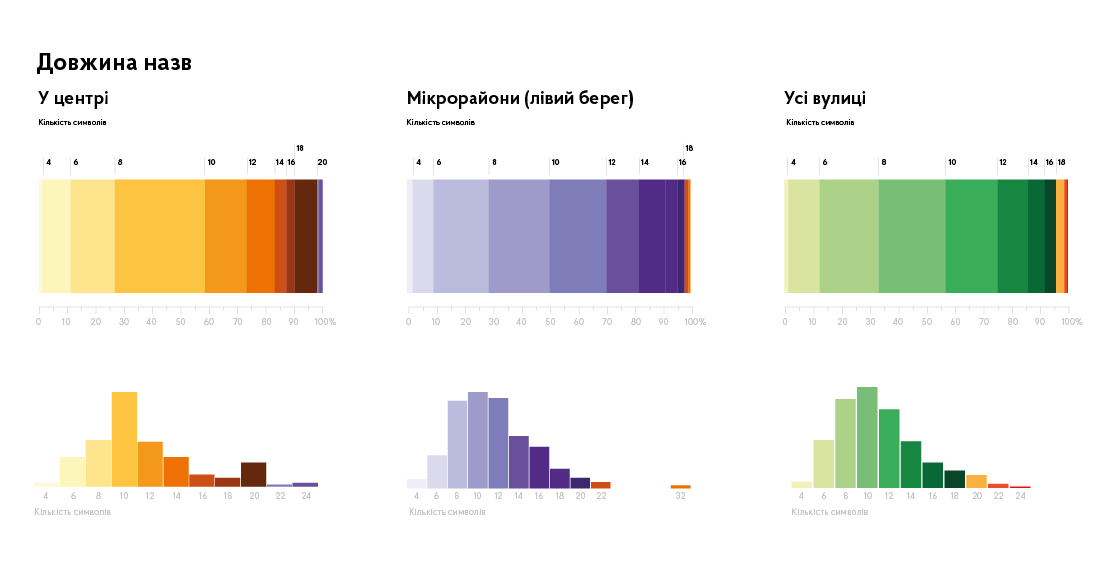 Довжина назв
У центрі
Кількість символів
4 6 8 10 12 14 16 18 20
0 10 20 30 40 50 60 70 80 90 100%
4 6 8 10 12 14 16 18 20 22 24
Кількість символів
Мікрорайони (лівий берег)
Кількість символів
4 6 8 10 12 14 16 18
0 10 20 30 40 50 60 70 80 90 100%
4 6 8 10 12 14 16 18 20 22 32
Кількість символів
Усі вулиці
Кількість символів
4 6 8 10 12 14 16 18
0 10 20 30 40 50 60 70 80 90 100%
4 6 8 10 12 14 16 18 20 22 24
Кількість символів